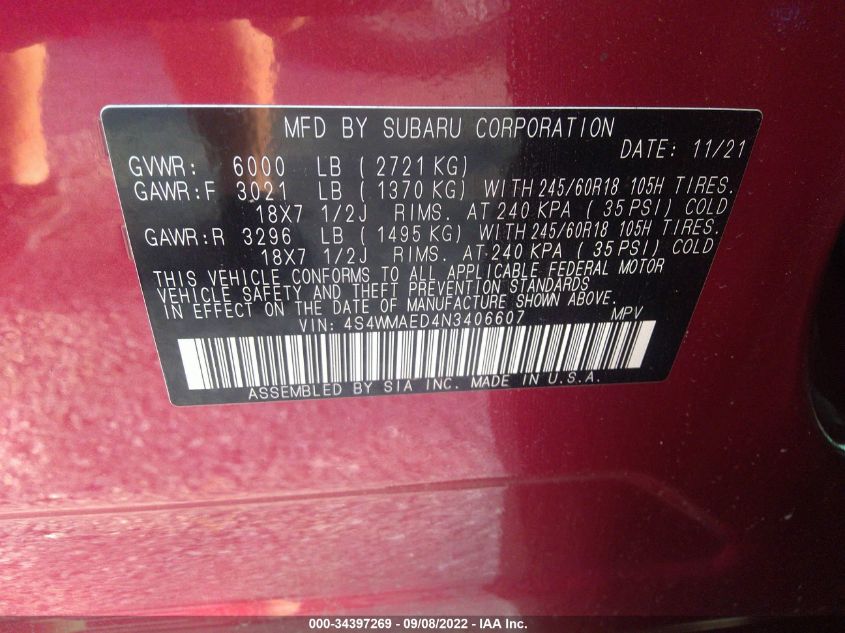 MFD BY SUBARU CORPORATION
DATE: 11/21
GVWR: 6000 LB ( 2721 KG)
GAWR:F 3021 LB ( 1370 KG) WITH 245/60R18 105H TIRES.
18X7 1/2J RIMS. AT 240 KPA ( 35 PSI) COLD
GAWR:R 3296 LB ( 1495 KG) WITH 245/60R18 105H TIRES.
18X7 1/2J RIMS. AT 240 KPA ( 35 PSI) COLD
THIS VEHICLE CONFORMS TO ALL APPLICABLE FEDERAL MOTOR
VEHICLE SAFETY AND THEFT PREVENTION STANDARDS
IN EFFECT ON THE DATE OF MANUFACTURE SHOWN ABOVE.
VIN: 4S4WMAED4N3406607 MPV
ASSEMBLED BY SIA INC. MADE IN U.S.A.
000-34397269 - 09/08/2022 - IAA Inc.